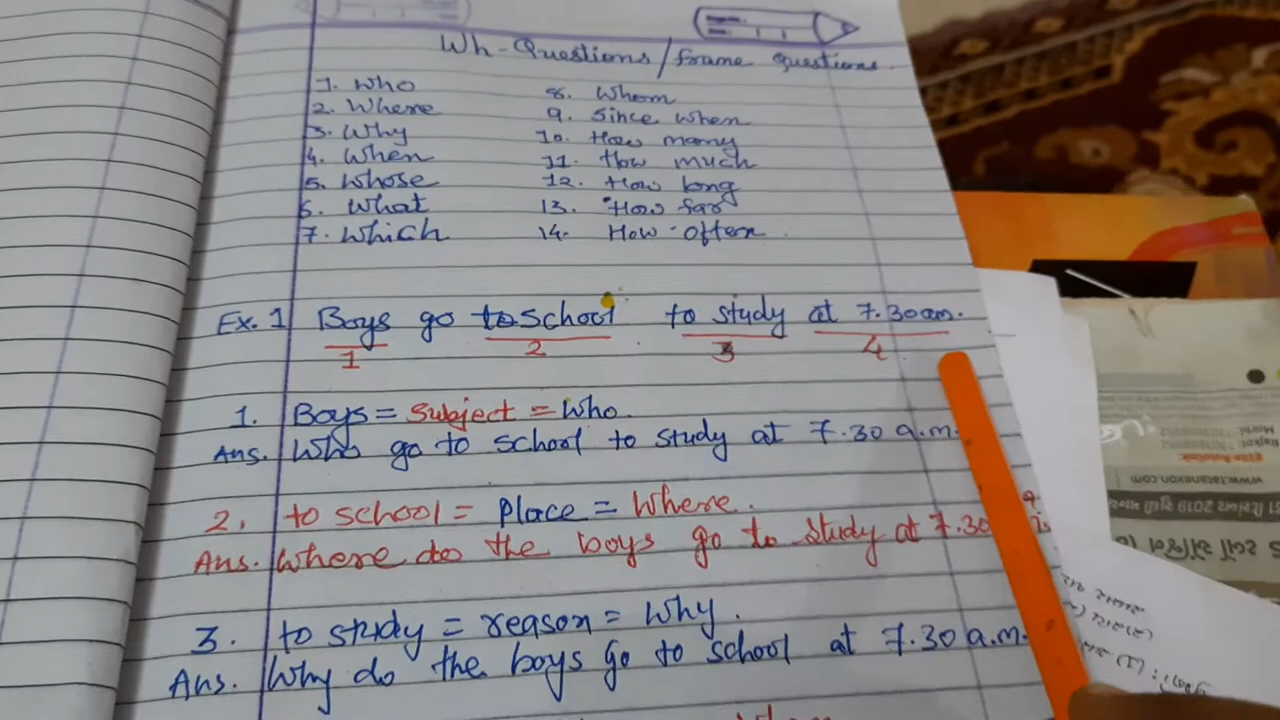 Wh-Questions/frame questions.
1. Who
2. Where
3. Why
4. When
5. Whose
6. What
7. Which
8. Whom
9. Since when
10. How many
11. How much
12. How long
13. How far
14. How often
Ex. 1 Boys go to school to study at 7.30am.
1 2 3 4
1. Boys = Subject = Who.
Ans. Who go to school to study at 7.30 a.m.
2. to school = Place = Where.
Ans. Where do the boys go to study at 7.30
3. to study = reason = Why.
Ans. Why do the boys go to school at 7.30 a.m.
www.tatanexon.com